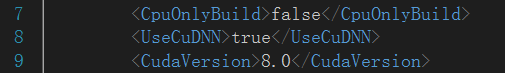 7 <CpuOnlyBuild>false</CpuOnlyBuild>
8 <UseCuDNN>true</UseCuDNN>
9 <CudaVersion>8.0</CudaVersion>